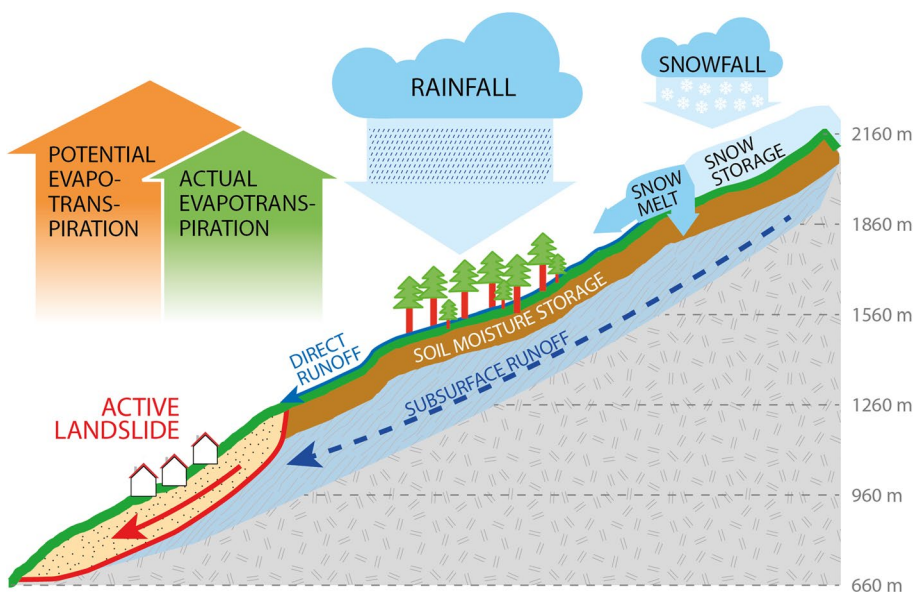 RAINFALL
SNOWFALL
POTENTIAL
EVAPO-
TRANS-
PIRATION
ACTUAL
EVAPOTRANS-
PIRATION
SNOW
STORAGE
SNOW
MELT
SOIL MOISTURE STORAGE
DIRECT
RUNOFF
SUBSURFACE RUNOFF
ACTIVE
LANDSLIDE
2160 m
1860 m
1560 m
1260 m
960 m
660 m